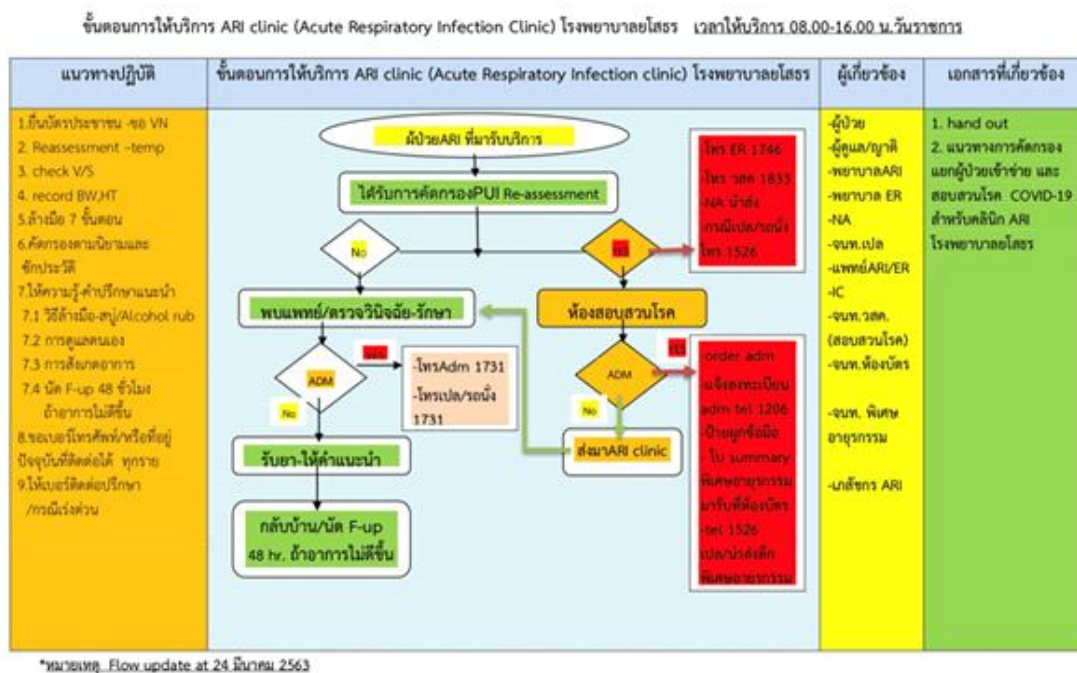 ขั้นตอนการให้บริการ ARI clinic (Acute Respiratory Infection Clinic) โรงพยาบาลยโสธร เวลาให้บริการ 08.00-16.00 น.วันราชการ
แนวทางปฏิบัติ
1.ยื่นบัตรประชาชน -ขอ VN
2. Reassessment -temp
3. check V/S
4. record BW,HT
5.ล้างมือ 7 ขั้นตอน
6.คัดกรองตามนิยามและ
ซักประวัติ
7.ให้ความรู้-คำปรึกษาแนะนำ
7.1 วิธีล้างมือ-สบู่/Alcohol rub
7.2 การดูแลตนเอง
7.3 การสังเกตอาการ
7.4 นัด F-up 48 ชั่วโมง
ถ้าอาการไม่ดีขึ้น
8.ขอเบอร์โทรศัพท์/หรือที่อยู่
ปัจจุบันที่ติดต่อได้ ทุกราย
9.ให้เบอร์ติดต่อปรึกษา
/กรณีเร่งด่วน
ขั้นตอนการให้บริการ ARI clinic (Acute Respiratory Infection clinic) โรงพยาบาลยโสธร
ผู้ป่วยARI ที่มารับบริการ
ได้รับการคัดกรองPUI Re-assessment
No
YES
-โทร ER 1746
-โทร วสค 1833
-NA นำส่ง
-กรณีเปล/รถนั่ง
โทร 1526
พบแพทย์/ตรวจวินิจฉัย-รักษา
ห้องสอบสวนโรค
ADM
YES
-โทรAdm 1731
-โทรเปล/รถนั่ง
1731
No
ADM
YES
No
-order adm
-แจ้งลงทะเบียน
adm tel 1206
-ป้ายผูกข้อมือ
- ใบ summary
พิเศษอายุรกรรม
มารับที่ห้องบัตร
-tel 1526
เปล/นำส่งตึก
พิเศษอายุรกรรม
ส่งมาARI clinic
รับยา-ให้คำแนะนำ
กลับบ้าน/นัด F-up
48 hr. ถ้าอาการไม่ดีขึ้น
ผู้เกี่ยวข้อง
-ผู้ป่วย
-ผู้ดูแล/ญาติ
-พยาบาลARI
-พยาบาล ER
-NA
-จนท.เปล
-แพทย์ARI/ER
-IC
-จนท.วสค.
(สอบสวนโรค)
-จนท.ห้องบัตร
-จนท. พิเศษ
อายุรกรรม
-เภสัชกร ARI
เอกสารที่เกี่ยวข้อง
1. hand out
2. แนวทางการคัดกรอง
แยกผู้ป่วยเข้าข่าย และ
สอบสวนโรค COVID-19
สำหรับคลินิก ARI
โรงพยาบาลยโสธร
*หมายเหตุ Flow update at 24 มีนาคม 2563